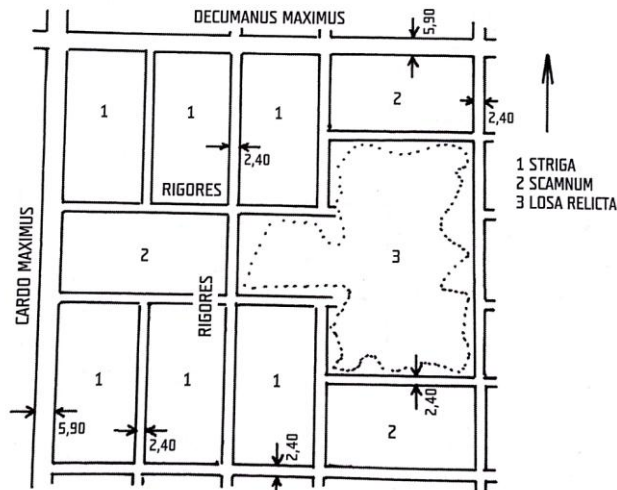 DECUMANUS MAXIMUS
5,90
1
1
1
2
2,40
2,40
RIGORES
1 STRIGA
2 SCAMNUM
3 LOSA RELICTA
CARDO MAXIMUS
2
3
RIGORES
1
1
1
5,90
2,40
2,40
2,40
2